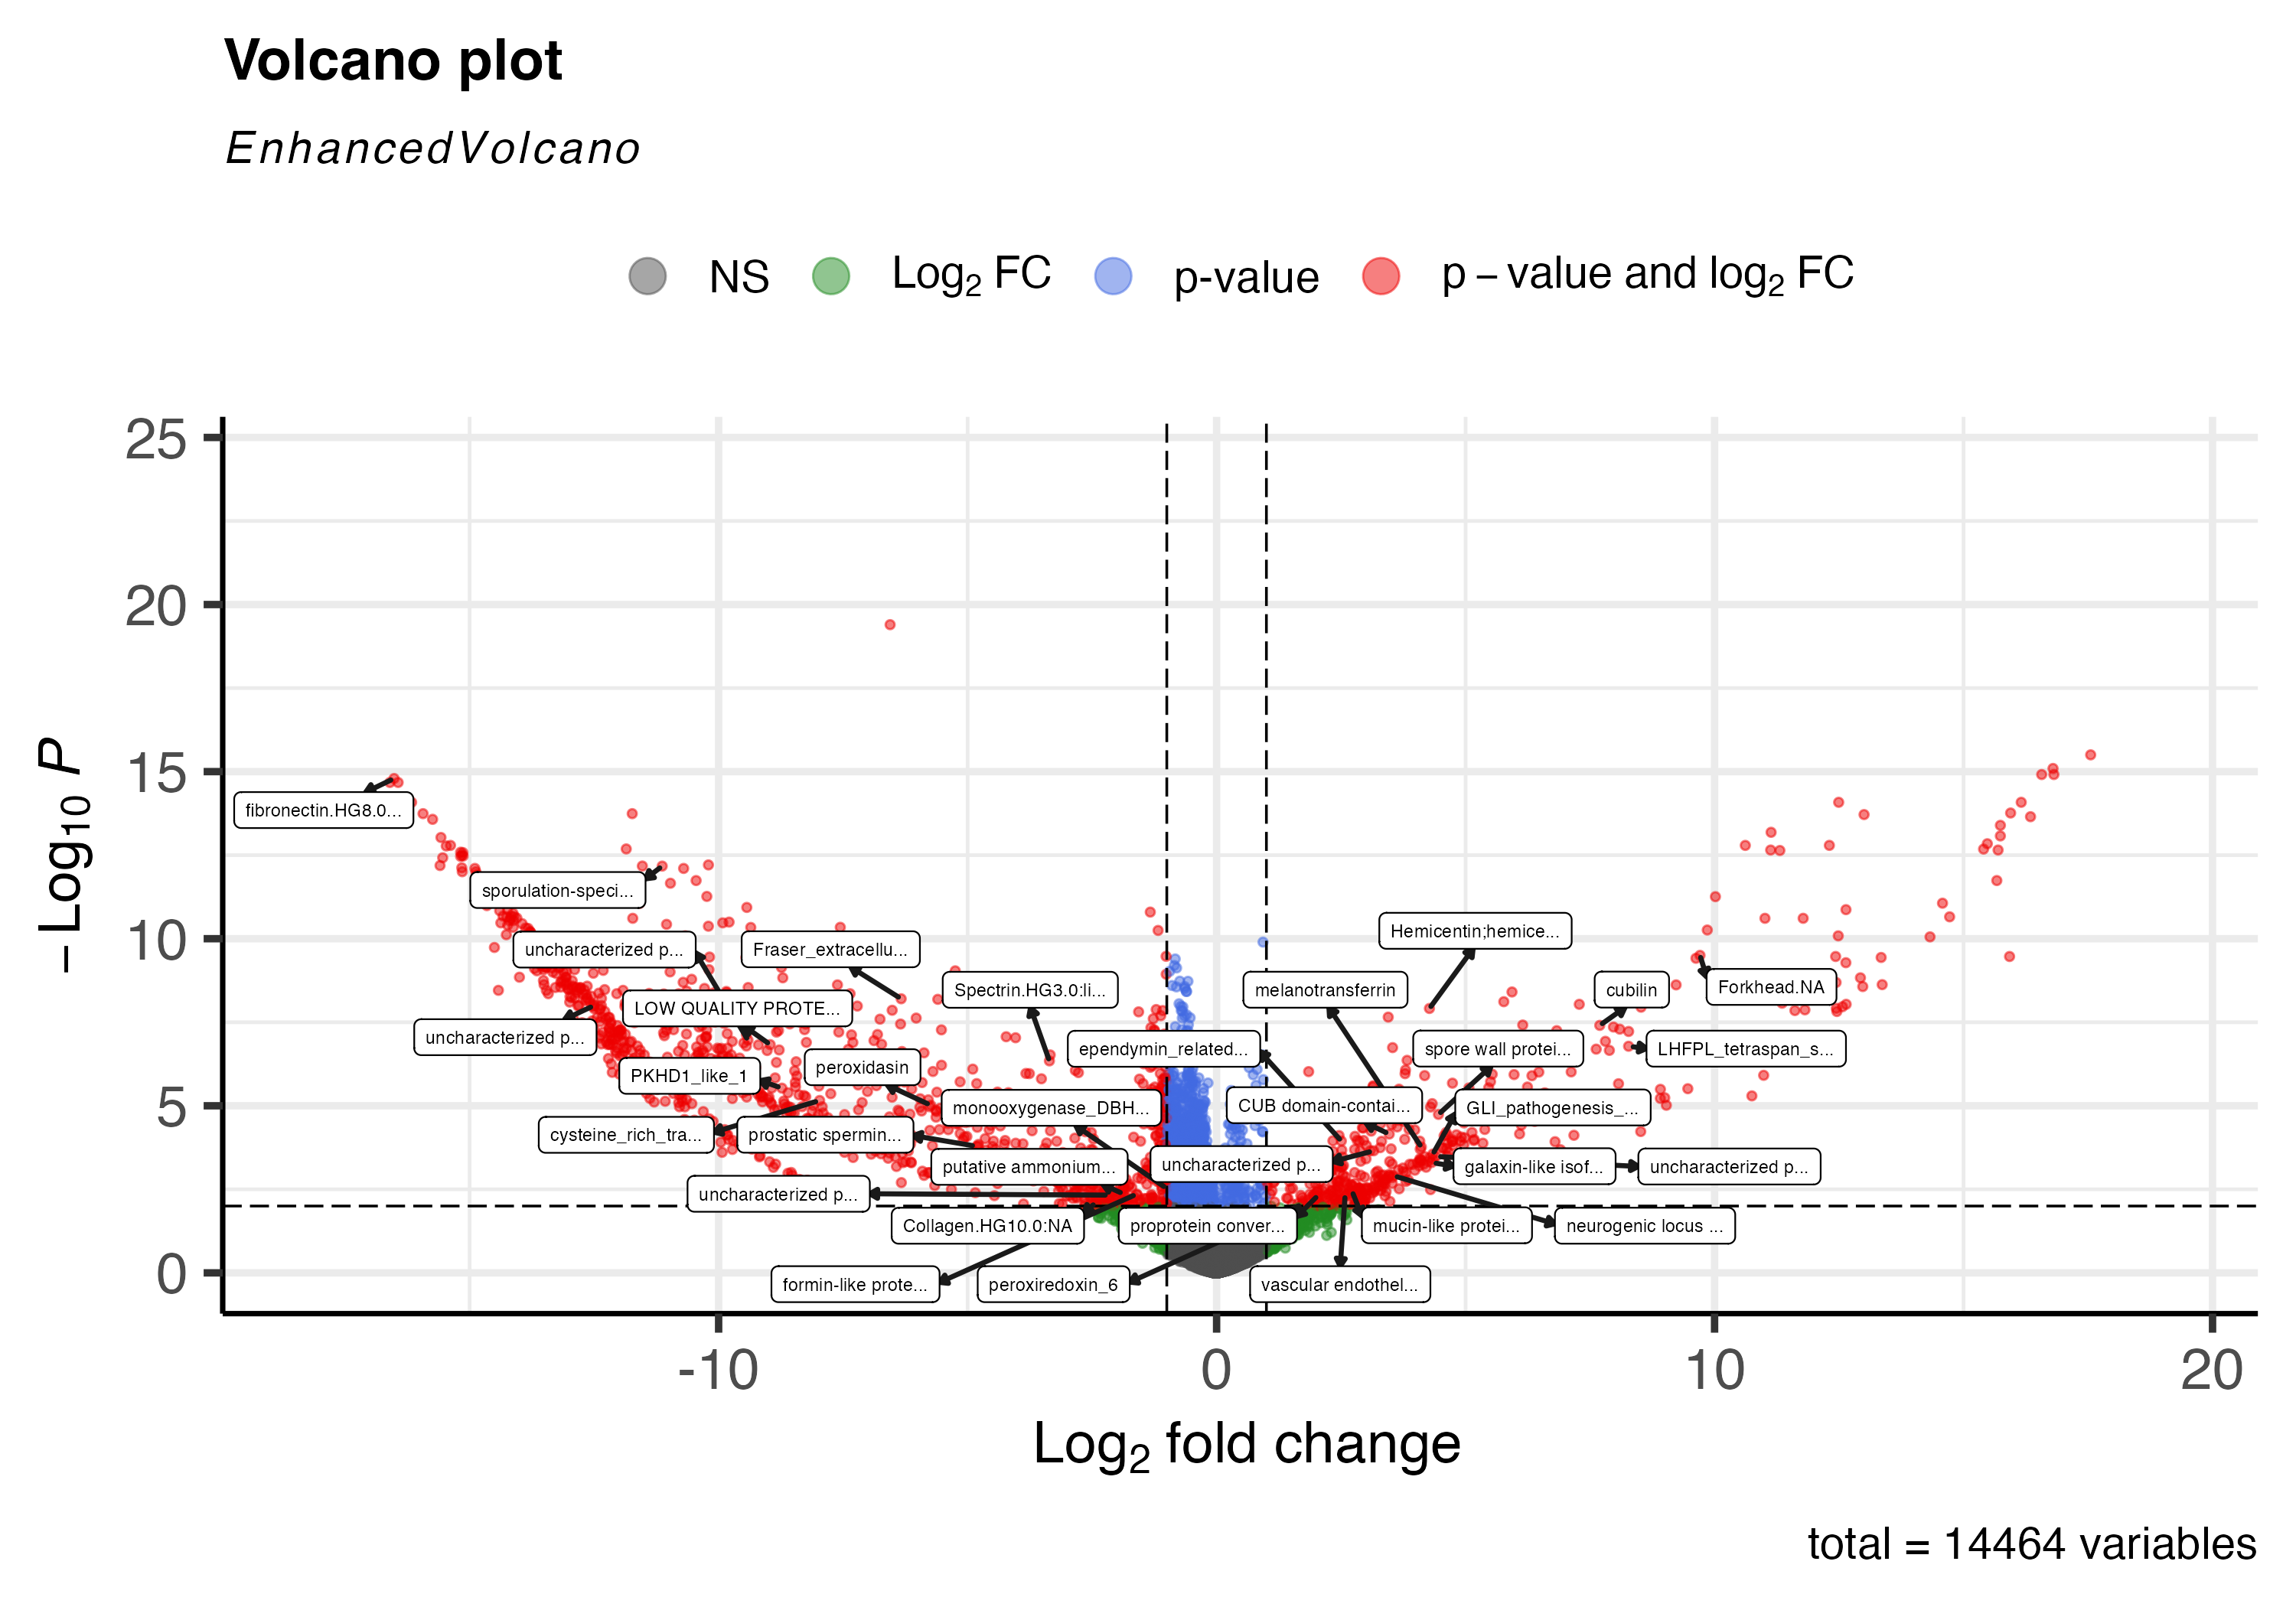 Volcano plot
EnhancedVolcano
NS
Log₂ FC
p-value
p – value and log₂ FC
25
20
15
10
5
0
– Log₁₀ P
fibronectin.HG8.0...
sporulation-speci...
Hemicentin;hemice...
uncharacterized p...
Fraser_extracellu...
Spectrin.HG3.0:li...
melanotransferrin
cubilin
Forkhead.NA
LOW QUALITY PROTE...
uncharacterized p...
ependymin_related...
spore wall protei...
LHFPL_tetraspan_s...
peroxidasin
PKHD1_like_1
monooxygenase_DBH...
CUB domain-contai...
GLI_pathogenesis_...
cysteine_rich_tra...
prostatic spermin...
putative ammonium...
uncharacterized p...
galaxin-like isof...
uncharacterized p...
uncharacterized p...
Collagen.HG10.0:NA
proprotein conver...
mucin-like protei...
neurogenic locus ...
formin-like prote...
peroxiredoxin_6
vascular endothel...
-10
0
10
20
Log₂ fold change
total = 14464 variables